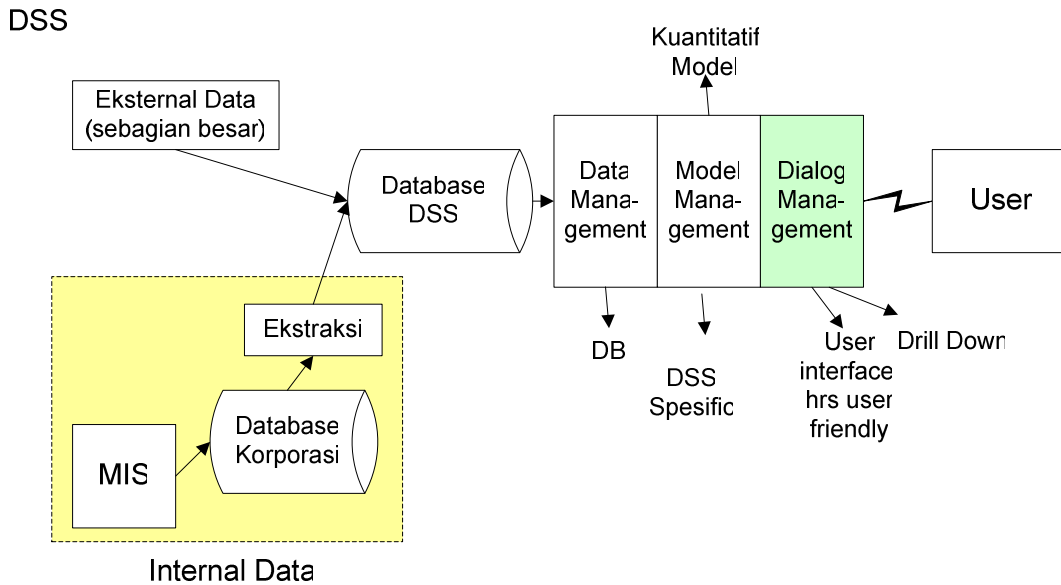 DSS
Kuantitatif
Model
Eksternal Data
(sebagian besar)
Database
DSS
Data
Mana-
gement
Model
Mana-
gement
Dialog
Mana-
gement
User
Ekstraksi
DB
DSS
Spesific
User
interface
hrs user
friendly
Drill Down
Database
Korporasi
MIS
Internal Data